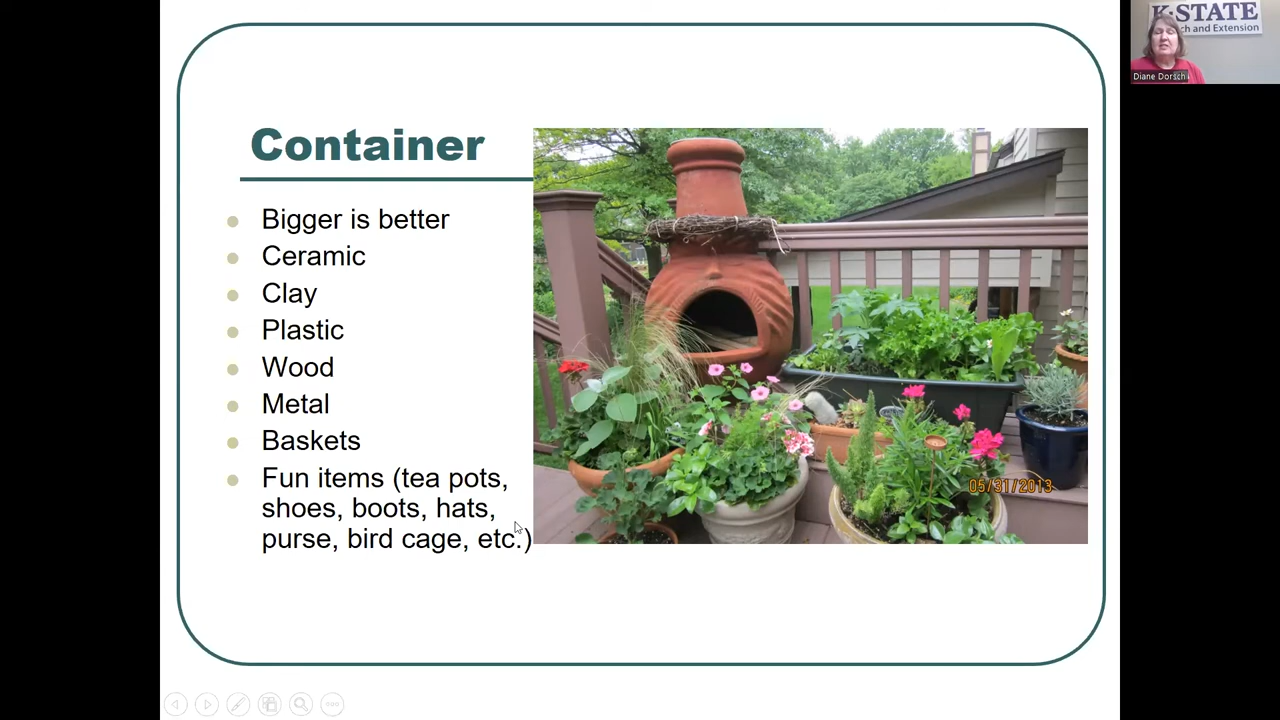 Container
Bigger is better
Ceramic
Clay
Plastic
Wood
Metal
Baskets
Fun items (tea pots,
shoes, boots, hats,
purse, bird cage, etc.)
05/31/2013
K-STATE
ch and Extension
Diane Dorsch